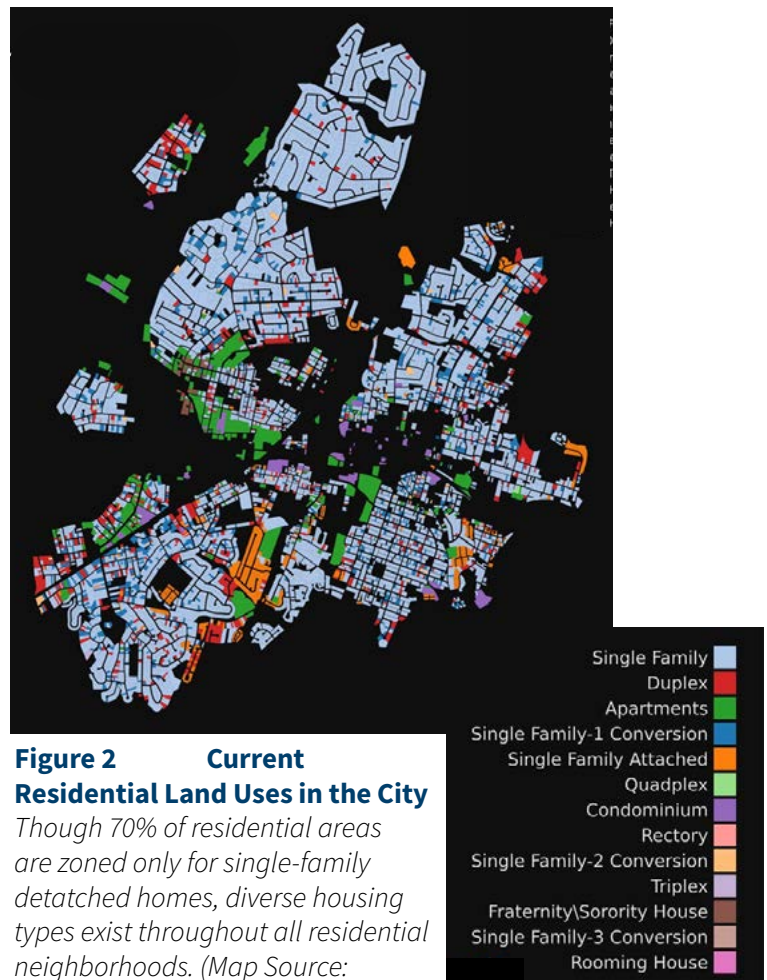 Single Family
Duplex
Apartments
Single Family-1 Conversion
Single Family Attached
Quadplex
Condominium
Rectory
Single Family-2 Conversion
Triplex
Fraternity\Sorority House
Single Family-3 Conversion
Rooming House
Figure 2 Current
Residential Land Uses in the City
Though 70% of residential areas
are zoned only for single-family
detatched homes, diverse housing
types exist throughout all residential
neighborhoods. (Map Source: